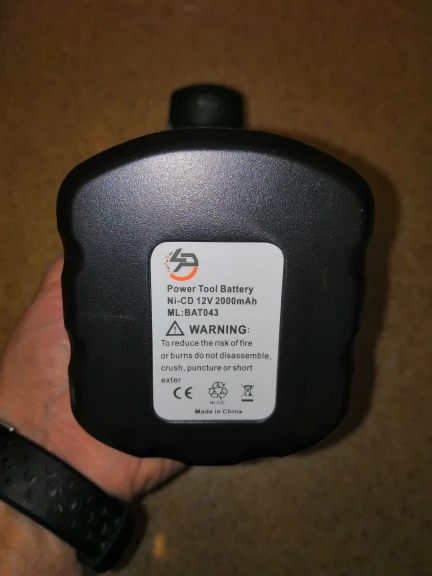 Power Tool Battery
Ni-CD 12V 2000mAh
ML:BAT043
WARNING:
To reduce the risk of fire
or burns do not disassemble,
crush, puncture or short
exter
CE
Ni-CD
Made in China